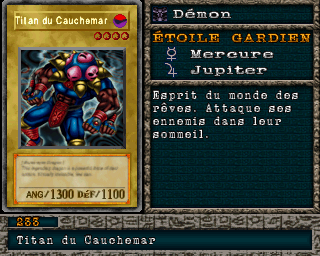 Titan du Cauchemar
ANG/1300 DÉF/1100
Démon
ÉTOILE GARDIEN
Mercure
Jupiter
Esprit du monde des
rêves. Attaque ses
ennemis dans leur
sommeil.
233
Titan du Cauchemar